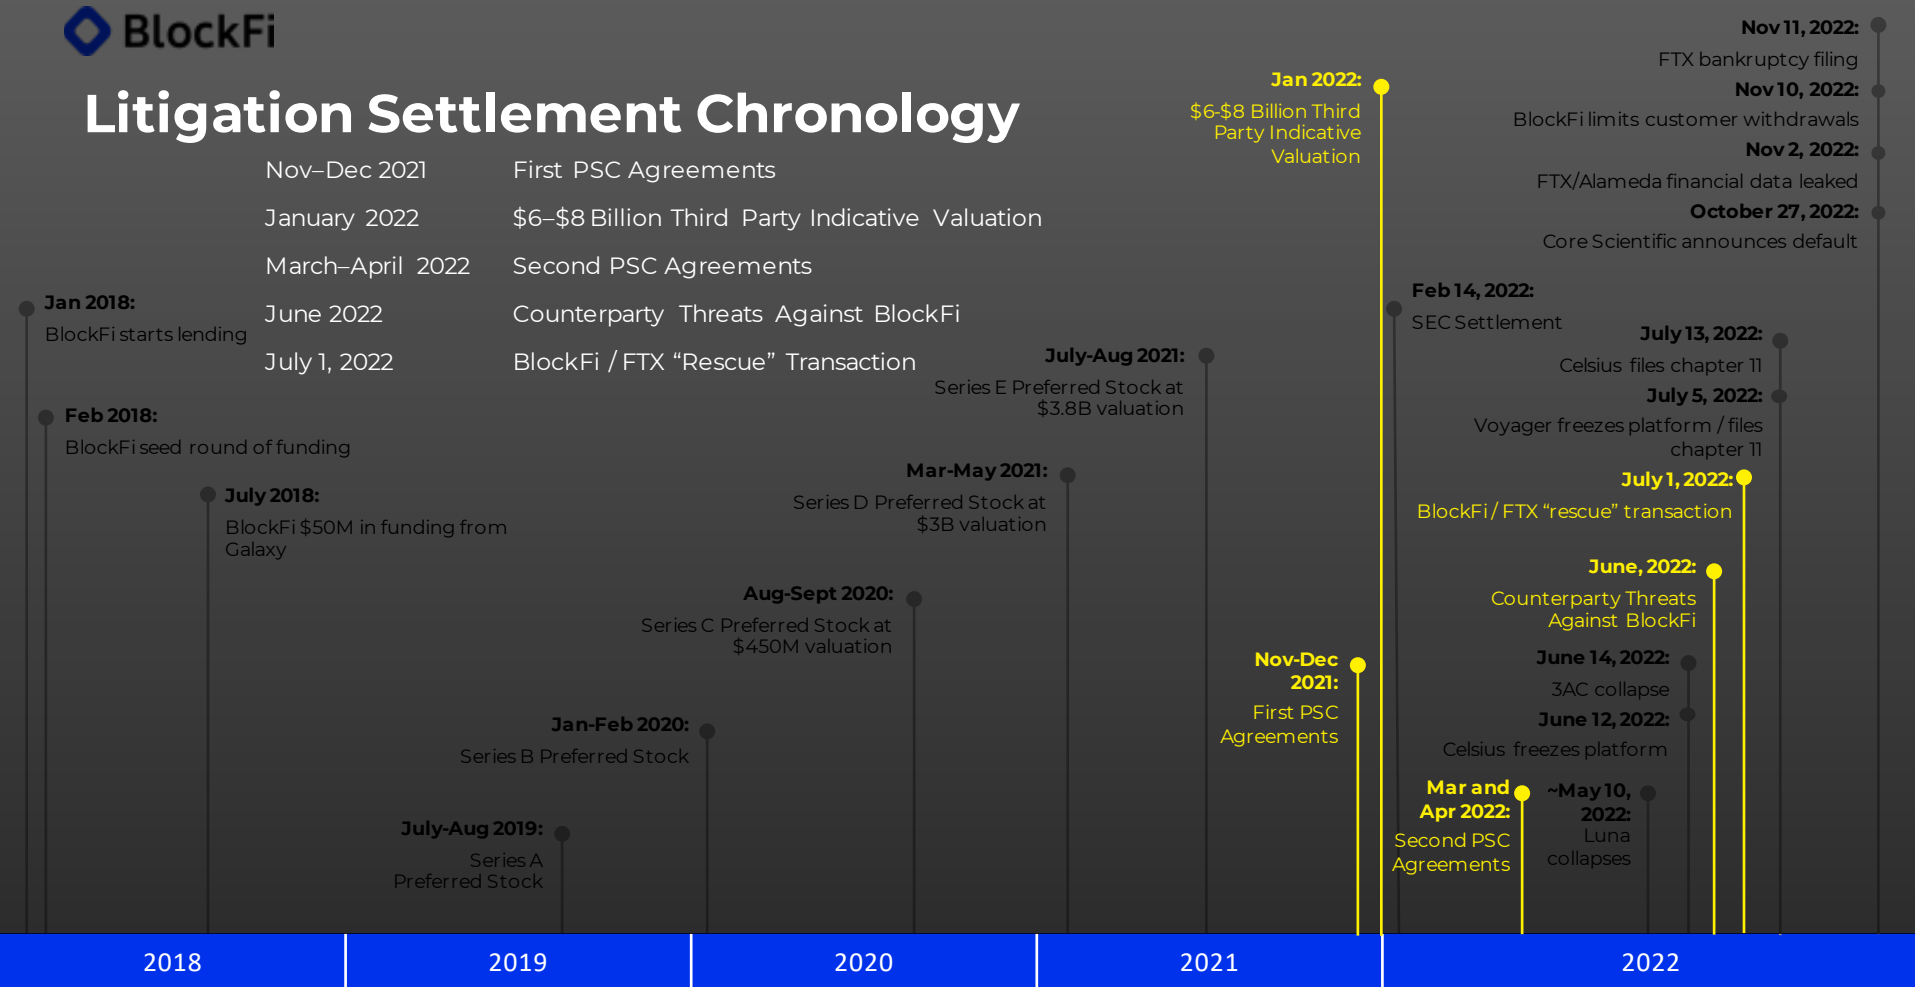 BlockFi
Litigation Settlement Chronology
Nov–Dec 2021 First PSC Agreements
January 2022 $6–$8 Billion Third Party Indicative Valuation
March–April 2022 Second PSC Agreements
June 2022 Counterparty Threats Against BlockFi
July 1, 2022 BlockFi / FTX “Rescue” Transaction
Jan 2018:
BlockFi starts lending
Feb 2018:
BlockFi seed round of funding
July 2018:
BlockFi $50M in funding from
Galaxy
July-Aug 2019:
Series A
Preferred Stock
Jan-Feb 2020:
Series B Preferred Stock
Aug-Sept 2020:
Series C Preferred Stock at
$450M valuation
Mar-May 2021:
Series D Preferred Stock at
$3B valuation
July-Aug 2021:
Series E Preferred Stock at
$3.8B valuation
Nov-Dec
2021:
First PSC
Agreements
Jan 2022:
$6-$8 Billion Third
Party Indicative
Valuation
Feb 14, 2022:
SEC Settlement
Mar and
Apr 2022:
Second PSC
Agreements
~May 10,
2022:
Luna
collapses
June 12, 2022:
Celsius freezes platform
June 14, 2022:
3AC collapse
June, 2022:
Counterparty Threats
Against BlockFi
July 1, 2022:
BlockFi / FTX “rescue” transaction
July 5, 2022:
Voyager freezes platform / files
chapter 11
July 13, 2022:
Celsius files chapter 11
October 27, 2022:
Core Scientific announces default
Nov 2, 2022:
FTX/Alameda financial data leaked
Nov 10, 2022:
BlockFi limits customer withdrawals
Nov 11, 2022:
FTX bankruptcy filing
2018
2019
2020
2021
2022